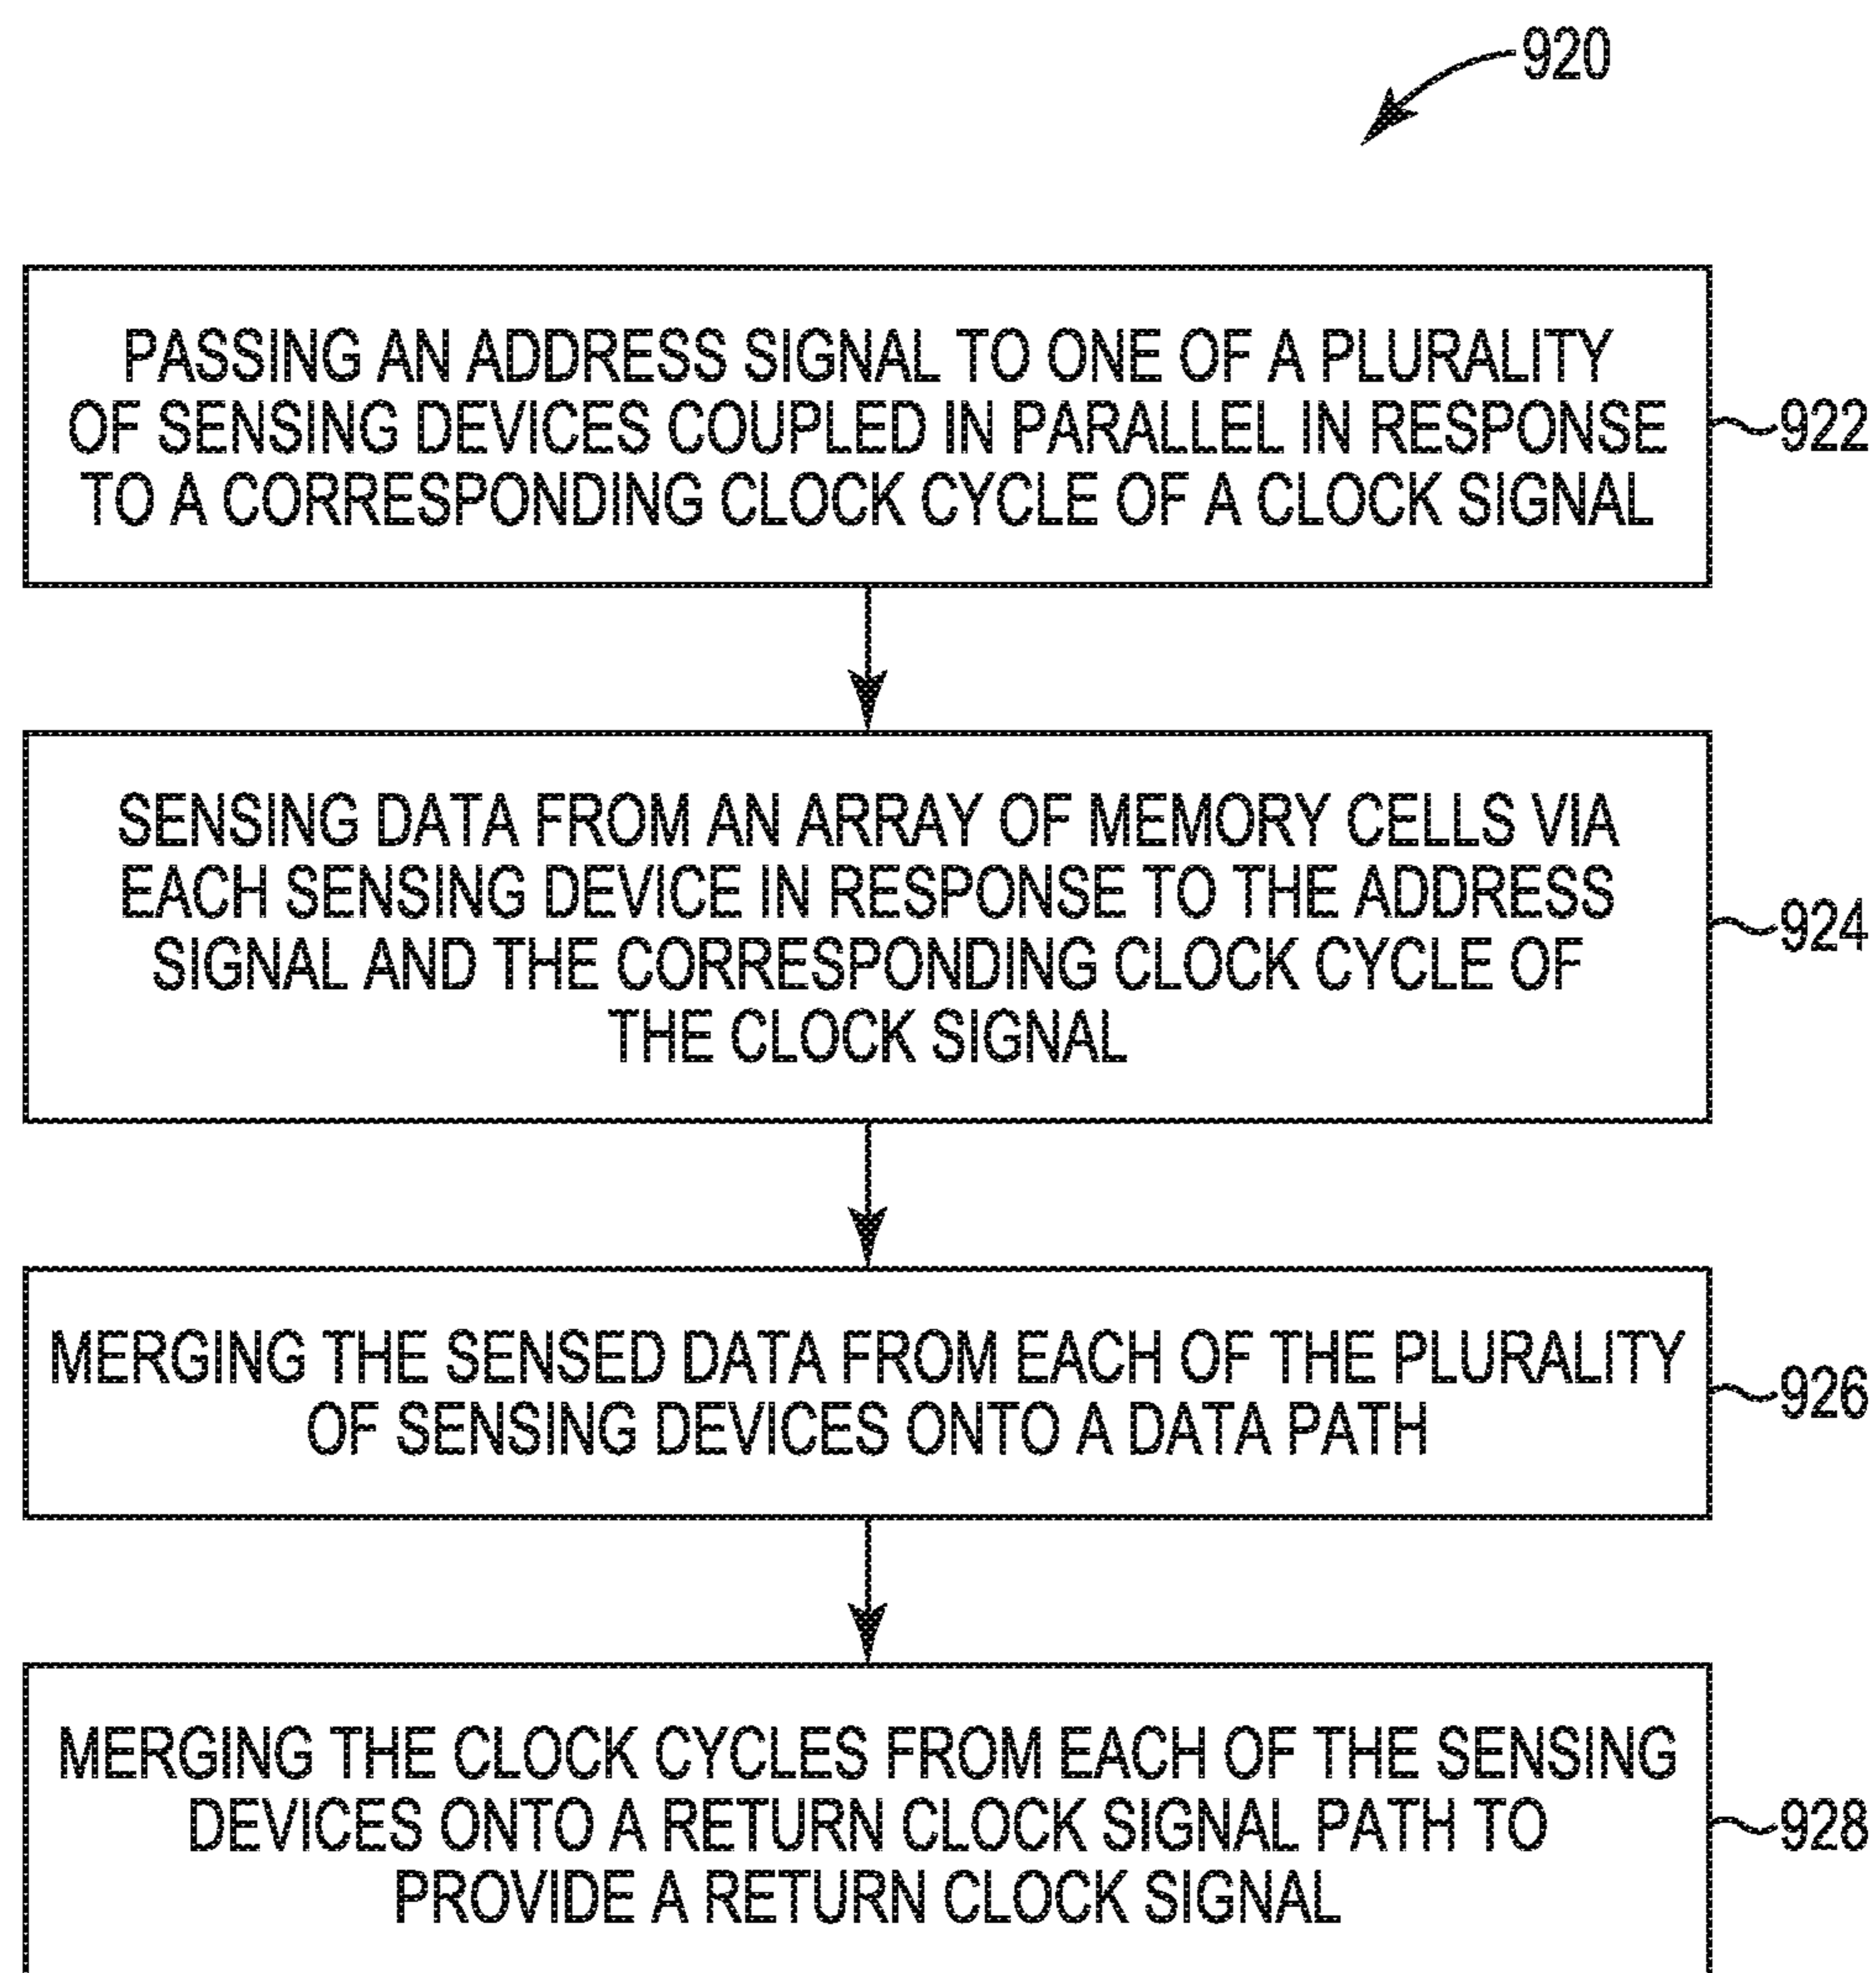 920
PASSING AN ADDRESS SIGNAL TO ONE OF A PLURALITY
OF SENSING DEVICES COUPLED IN PARALLEL IN RESPONSE
TO A CORRESPONDING CLOCK CYCLE OF A CLOCK SIGNAL
922
SENSING DATA FROM AN ARRAY OF MEMORY CELLS VIA
EACH SENSING DEVICE IN RESPONSE TO THE ADDRESS
SIGNAL AND THE CORRESPONDING CLOCK CYCLE OF
THE CLOCK SIGNAL
924
MERGING THE SENSED DATA FROM EACH OF THE PLURALITY
OF SENSING DEVICES ONTO A DATA PATH
926
MERGING THE CLOCK CYCLES FROM EACH OF THE SENSING
DEVICES ONTO A RETURN CLOCK SIGNAL PATH TO
PROVIDE A RETURN CLOCK SIGNAL
928